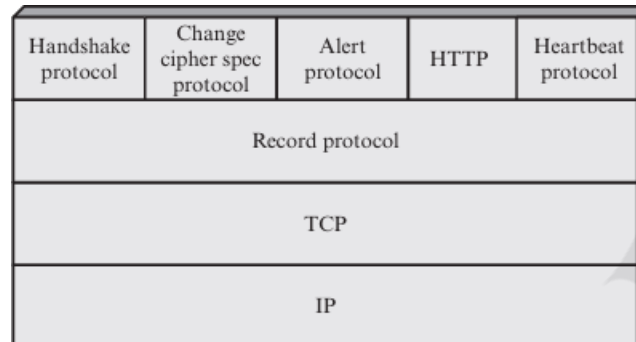 Handshake
protocol
Change
cipher spec
protocol
Alert
protocol
HTTP
Heartbeat
protocol
Record protocol
TCP
IP